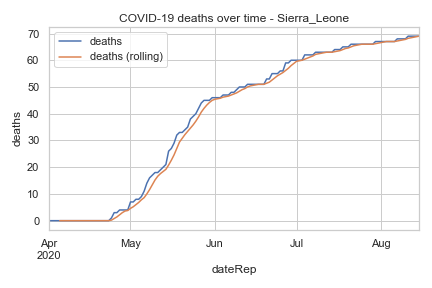 COVID-19 deaths over time - Sierra_Leone
deaths
deaths (rolling)
70
60
50
40
30
20
10
0
deaths
Apr
2020
May
Jun
Jul
Aug
dateRep